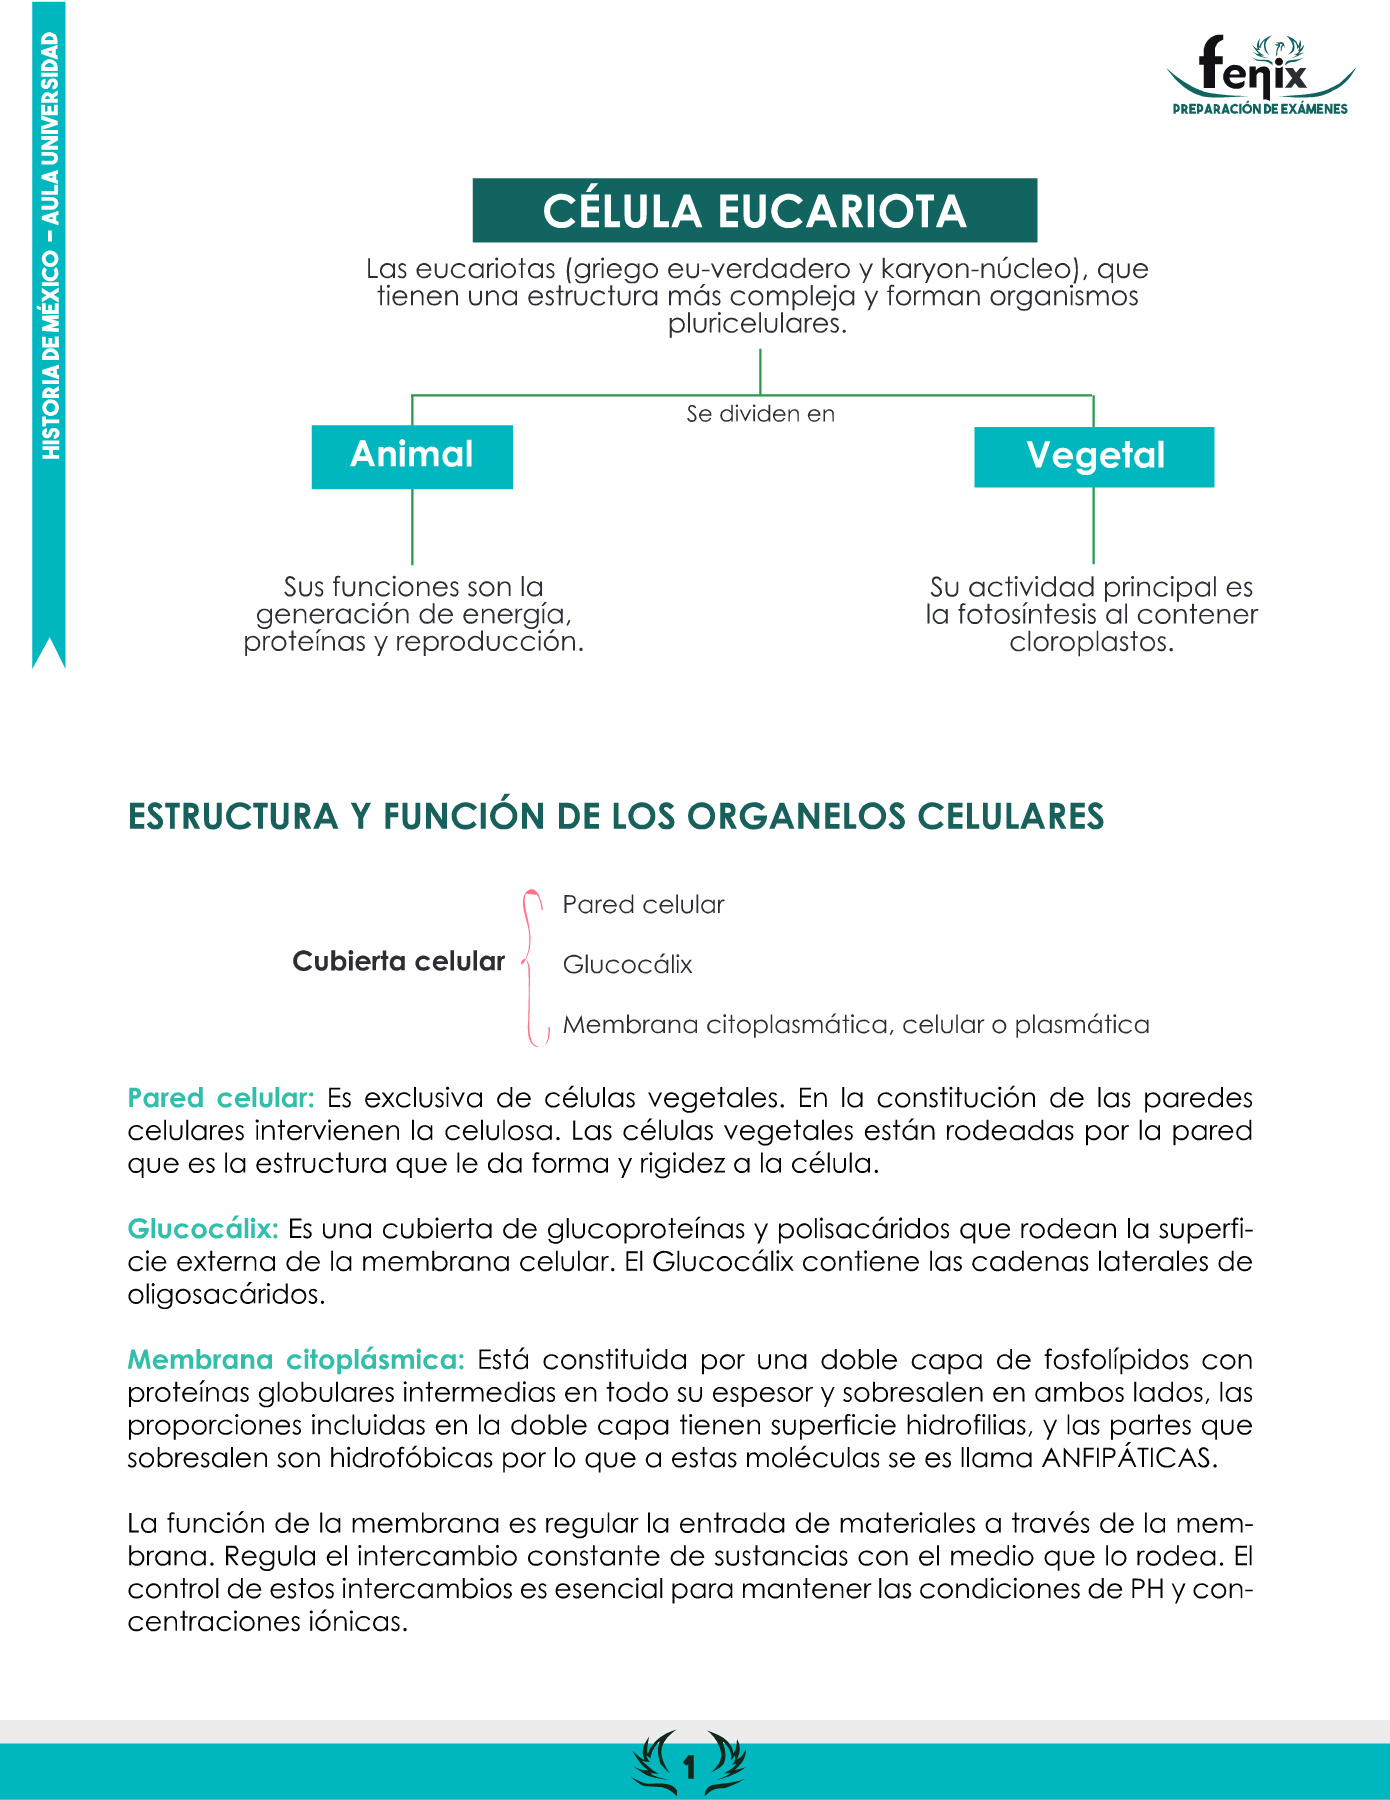 HISTORIA DE MÉXICO - AULA UNIVERSIDAD
fenix
PREPARACIÓN DE EXÁMENES
CÉLULA EUCARIOTA
Las eucariotas (griego eu-verdadero y karyon-núcleo), que
tienen una estructura más compleja y forman organismos
pluricelulares.
Se dividen en
Animal
Vegetal
Sus funciones son la
generación de energía,
proteínas y reproducción.
Su actividad principal es
la fotosíntesis al contener
cloroplastos.
ESTRUCTURA Y FUNCIÓN DE LOS ORGANELOS CELULARES
Pared celular
Cubierta celular
Glucocálix
Membrana citoplasmática, celular o plasmática
Pared celular: Es exclusiva de células vegetales. En la constitución de las paredes
celulares intervienen la celulosa. Las células vegetales están rodeadas por la pared
que es la estructura que le da forma y rigidez a la célula.
Glucocálix: Es una cubierta de glucoproteínas y polisacáridos que rodean la superfi-
cie externa de la membrana celular. El Glucocálix contiene las cadenas laterales de
oligosacáridos.
Membrana citoplásmica: Está constituida por una doble capa de fosfolípidos con
proteínas globulares intermedias en todo su espesor y sobresalen en ambos lados, las
proporciones incluidas en la doble capa tienen superficie hidrofilias, y las partes que
sobresalen son hidrofóbicas por lo que a estas moléculas se es llama ANFIPÁTICAS.
La función de la membrana es regular la entrada de materiales a través de la mem-
brana. Regula el intercambio constante de sustancias con el medio que lo rodea. El
control de estos intercambios es esencial para mantener las condiciones de PH y con-
centraciones iónicas.
1